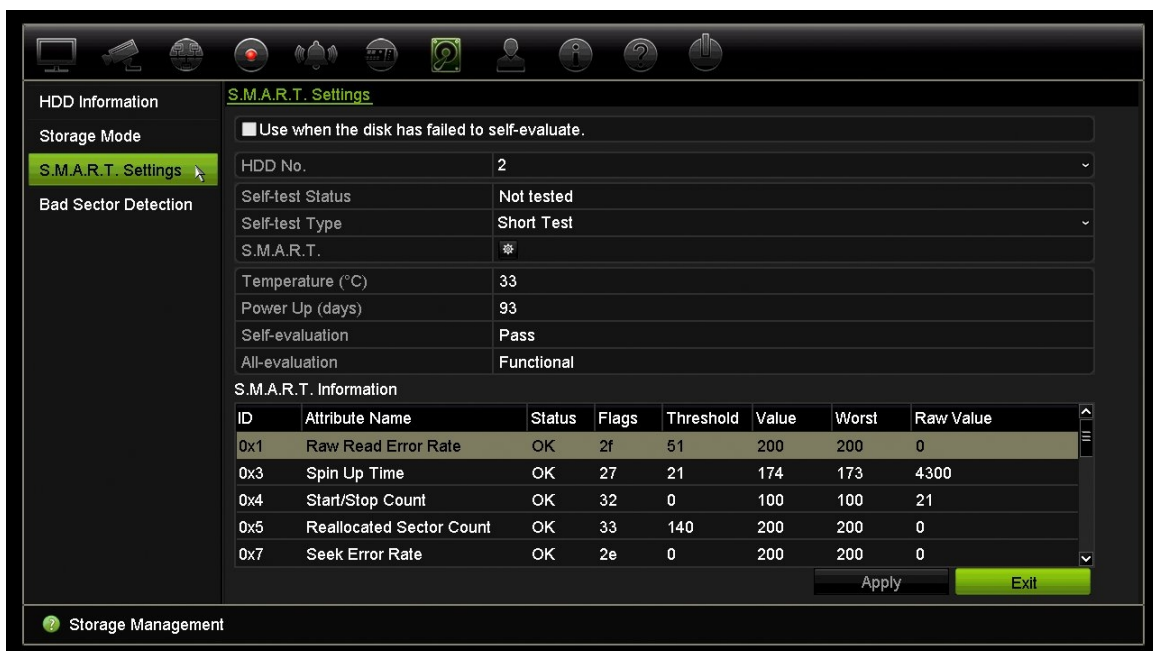 S.M.A.R.T. Settings
HDD Information
Storage Mode
S.M.A.R.T. Settings
Bad Sector Detection
Use when the disk has failed to self-evaluate.
HDD No. 2
Self-test Status Not tested
Self-test Type Short Test
S.M.A.R.T.
Temperature (°C) 33
Power Up (days) 93
Self-evaluation Pass
All-evaluation Functional
S.M.A.R.T. Information
ID Attribute Name Status Flags Threshold Value Worst Raw Value
0x1 Raw Read Error Rate OK 2f 51 200 200 0
0x3 Spin Up Time OK 27 21 174 173 4300
0x4 Start/Stop Count OK 32 0 100 100 21
0x5 Reallocated Sector Count OK 33 140 200 200 0
0x7 Seek Error Rate OK 2e 0 200 200 0
Apply Exit
Storage Management